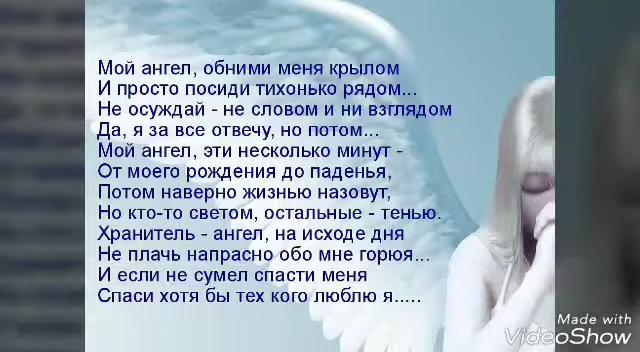 Мой ангел, обними меня крылом
И просто посиди тихонько рядом...
Не осуждай - не словом и ни взглядом
Да, я за все отвечу, но потом...
Мой ангел, эти несколько минут -
От моего рождения до паденья,
Потом наверно жизнью назовут,
Но кто-то светом, остальные - тенью.
Хранитель - ангел, на исходе дня
Не плачь напрасно обо мне горюя...
И если не сумел спасти меня
Спаси хотя бы тех кого люблю я.....
Made with
VideoShow